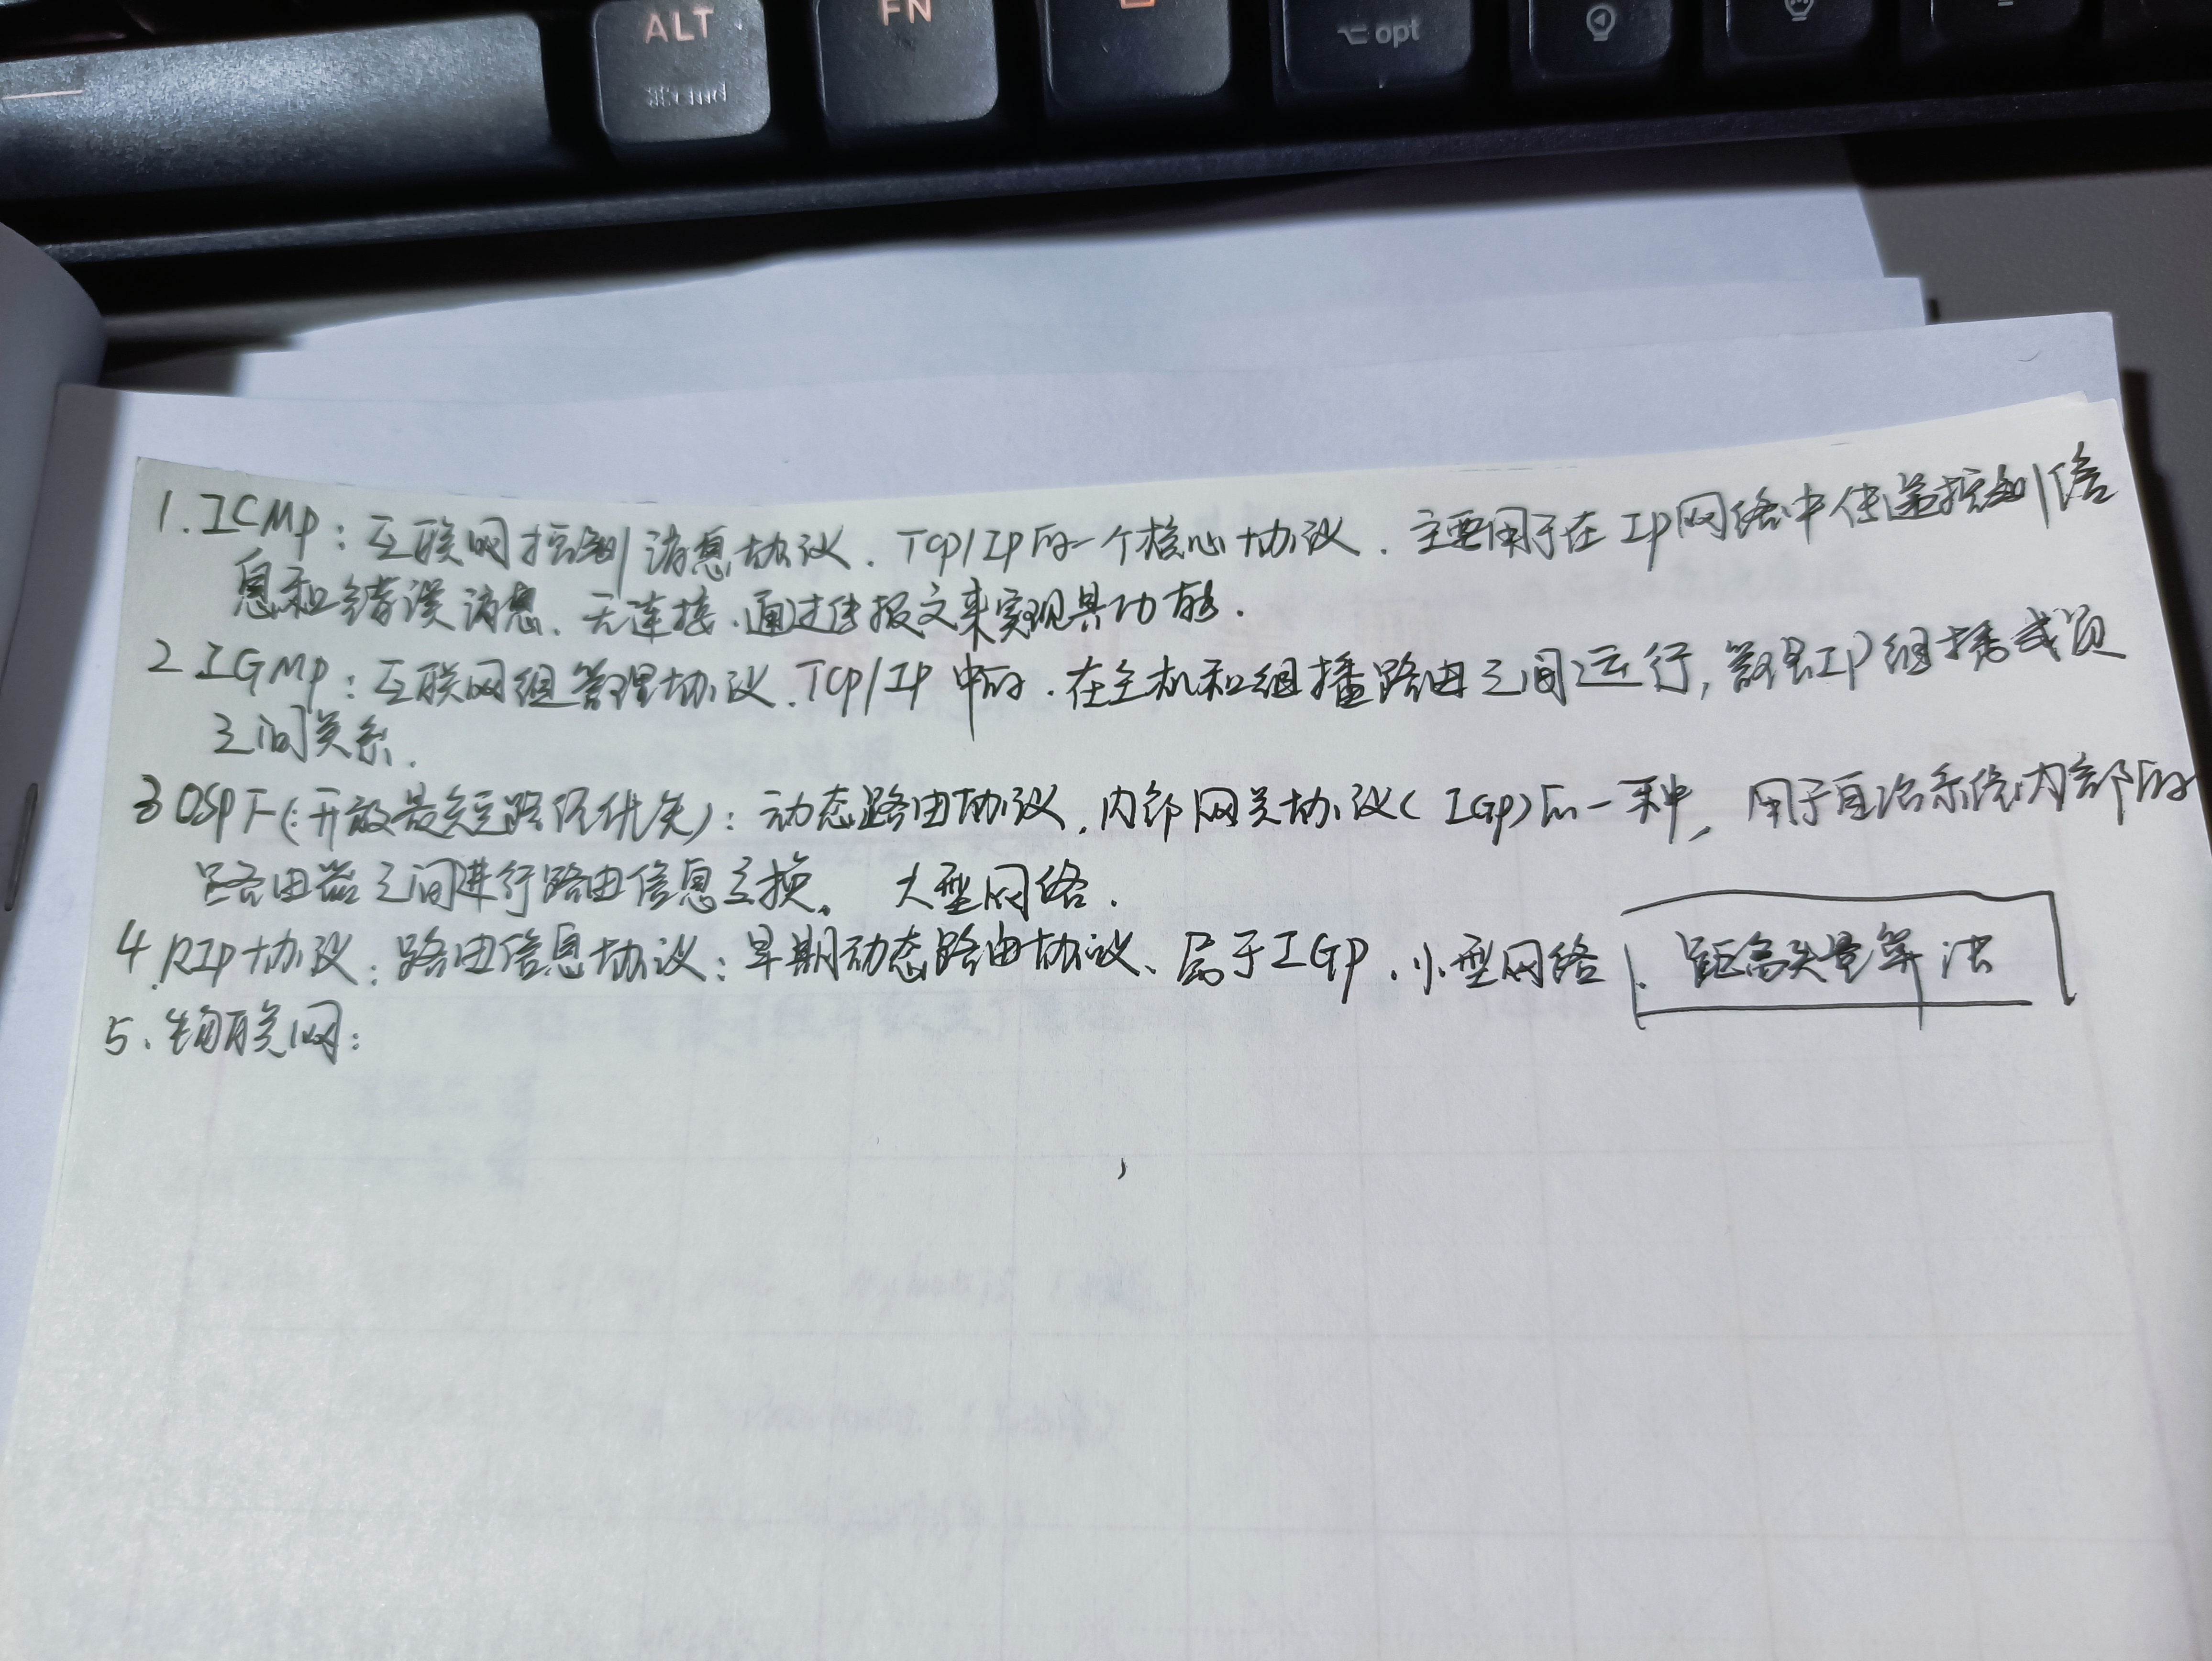 ALT
⌘ cmd
FN
⌥ opt
1.ICMP：互联网控制消息协议．TCP/IP的一个核心协议．主要用于在IP网络中传递控制信
息和错误消息、无连接．通过传报文来实现其功能．
2 IGMP：互联网组管理协议．TCP/IP中的．在主机和组播路由之间运行，管理IP组播成员
之间关系．
3 OSPF(开放最短路径优先)：动态路由协议，内部网关协议(IGP)的一种，用于自治系统内部的
路由器之间进行路由信息交换。大型网络．
4.RIP协议：路由信息协议：早期动态路由协议、属于IGP．小型网络．距离矢量算法
5、物联网：